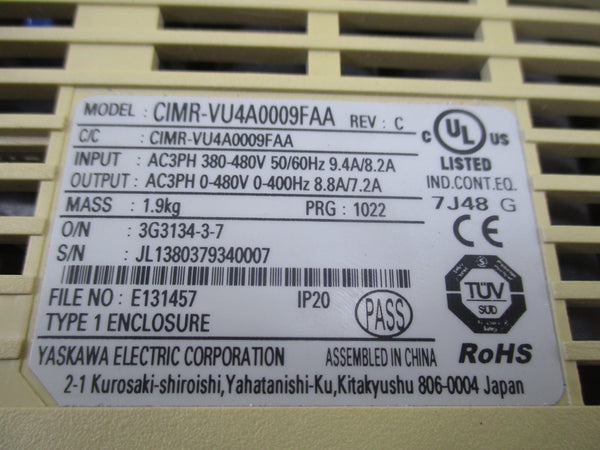 MODEL : CIMR-VU4A0009FAA REV : C
C/C : CIMR-VU4A0009FAA
INPUT : AC3PH 380-480V 50/60Hz 9.4A/8.2A
OUTPUT : AC3PH 0-480V 0-400Hz 8.8A/7.2A
MASS : 1.9kg PRG : 1022
O/N : 3G3134-3-7
S/N : JL1380379340007
FILE NO : E131457 IP20
TYPE 1 ENCLOSURE
PASS
YASKAWA ELECTRIC CORPORATION ASSEMBLED IN CHINA
2-1 Kurosaki-shiroishi,Yahatanishi-Ku,Kitakyushu 806-0004 Japan
C UL US
LISTED
IND.CONT.EQ.
7J48 G
CE
TÜV
SÜD
RoHS